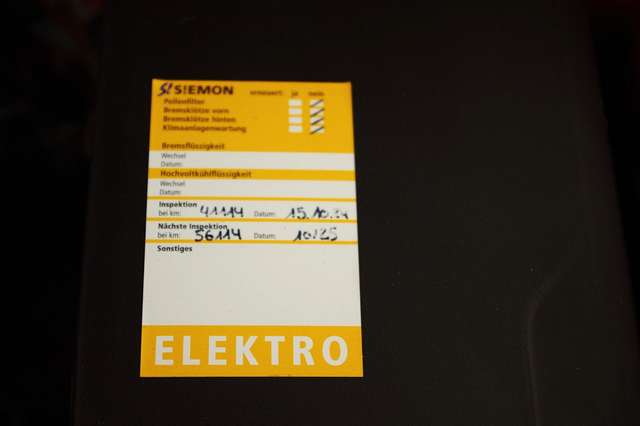 S! S!EMON erneuert: ja nein
Pollenfilter
Bremsklötze vorn
Bremsklötze hinten
Klimaanlagenwartung
Bremsflüssigkeit
Wechsel
Datum:
Hochvoltkühlflüssigkeit
Wechsel
Datum:
Inspektion
bei km: 41114 Datum: 15.10.24
Nächste Inspektion
bei km: 56114 Datum: 10/25
Sonstiges
ELEKTRO